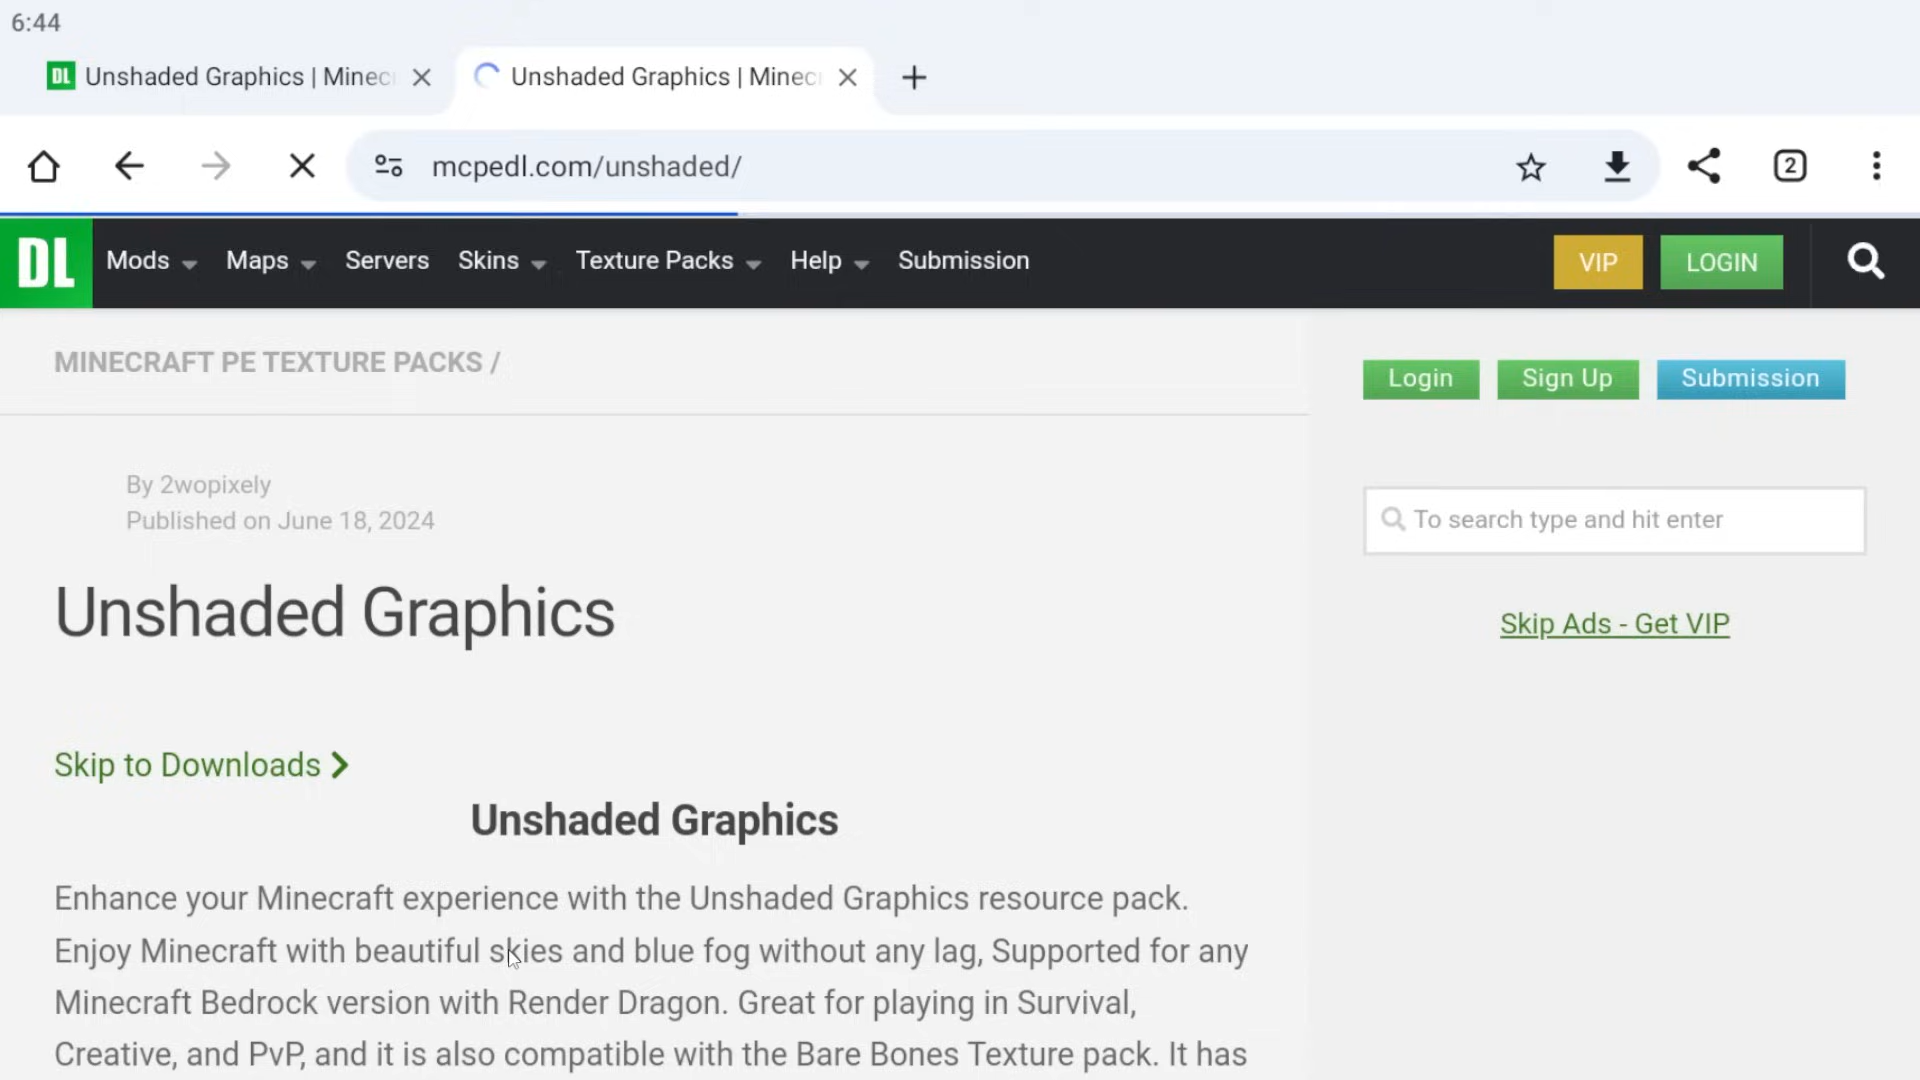 6:44
DL Unshaded Graphics | Minec
Unshaded Graphics | Minec
mcpedl.com/unshaded/
2
DL Mods Maps Servers Skins Texture Packs Help Submission VIP LOGIN
MINECRAFT PE TEXTURE PACKS /
Login Sign Up Submission
By 2wopixely
Published on June 18, 2024
To search type and hit enter
Unshaded Graphics
Skip Ads - Get VIP
Skip to Downloads
Unshaded Graphics
Enhance your Minecraft experience with the Unshaded Graphics resource pack.
Enjoy Minecraft with beautiful skies and blue fog without any lag, Supported for any
Minecraft Bedrock version with Render Dragon. Great for playing in Survival,
Creative, and PvP, and it is also compatible with the Bare Bones Texture pack. It has